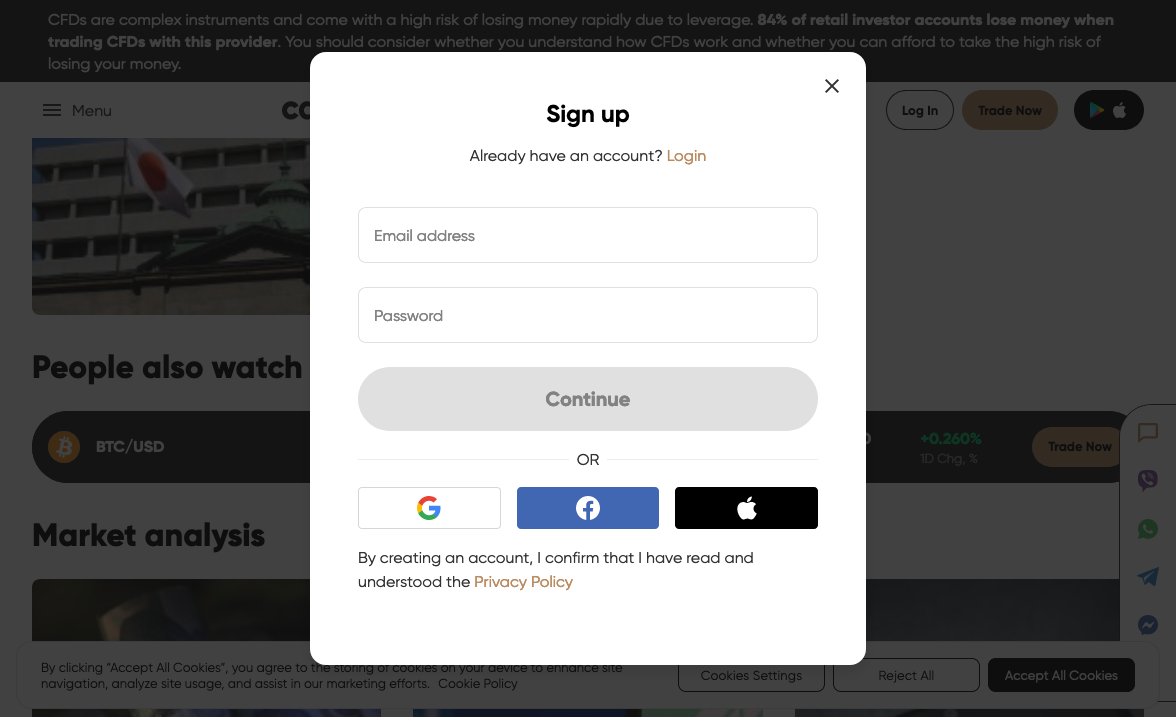 CFDs are complex instruments and come with a high risk of losing money rapidly due to leverage. 84% of retail investor accounts lose money when
trading CFDs with this provider. You should consider whether you understand how CFDs work and whether you can afford to take the high risk of
losing your money.
Menu
Log In
Trade Now
Sign up
Already have an account? Login
Email address
Password
Continue
OR
By creating an account, I confirm that I have read and
understood the Privacy Policy
People also watch
BTC/USD
+0.260%
1D Chg, %
Trade Now
Market analysis
By clicking “Accept All Cookies”, you agree to the storing of cookies on your device to enhance site
navigation, analyze site usage, and assist in our marketing efforts. Cookie Policy
Cookies Settings
Reject All
Accept All Cookies